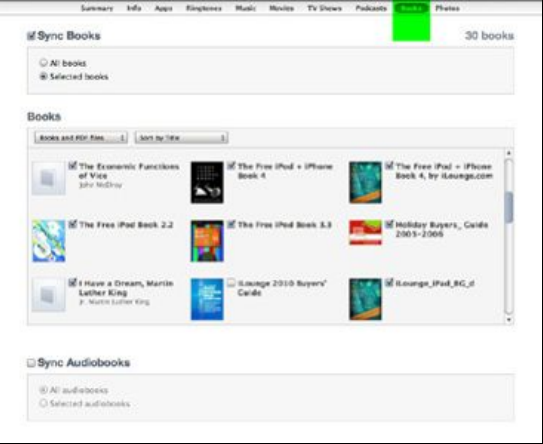 Summary Info Apps Ringtones Music Movies TV Shows Podcasts Books Photos
Sync Books
30 books
All books
Selected books
Books
Books and PDF files
Sort by Title
The Economic Functions
of Vice
John McElroy
The Free iPod + iPhone
Book 4
The Free iPod + iPhone
Book 4, by iLounge.com
The Free iPod Book 2.2
The Free iPod Book 3.3
Holiday Buyers_ Guide
2005-2006
I Have a Dream, Martin
Luther King
Jr. Martin Luther King
iLounge 2010 Buyers'
Guide
iLounge_iPad_BG_d
Sync Audiobooks
All audiobooks
Selected audiobooks